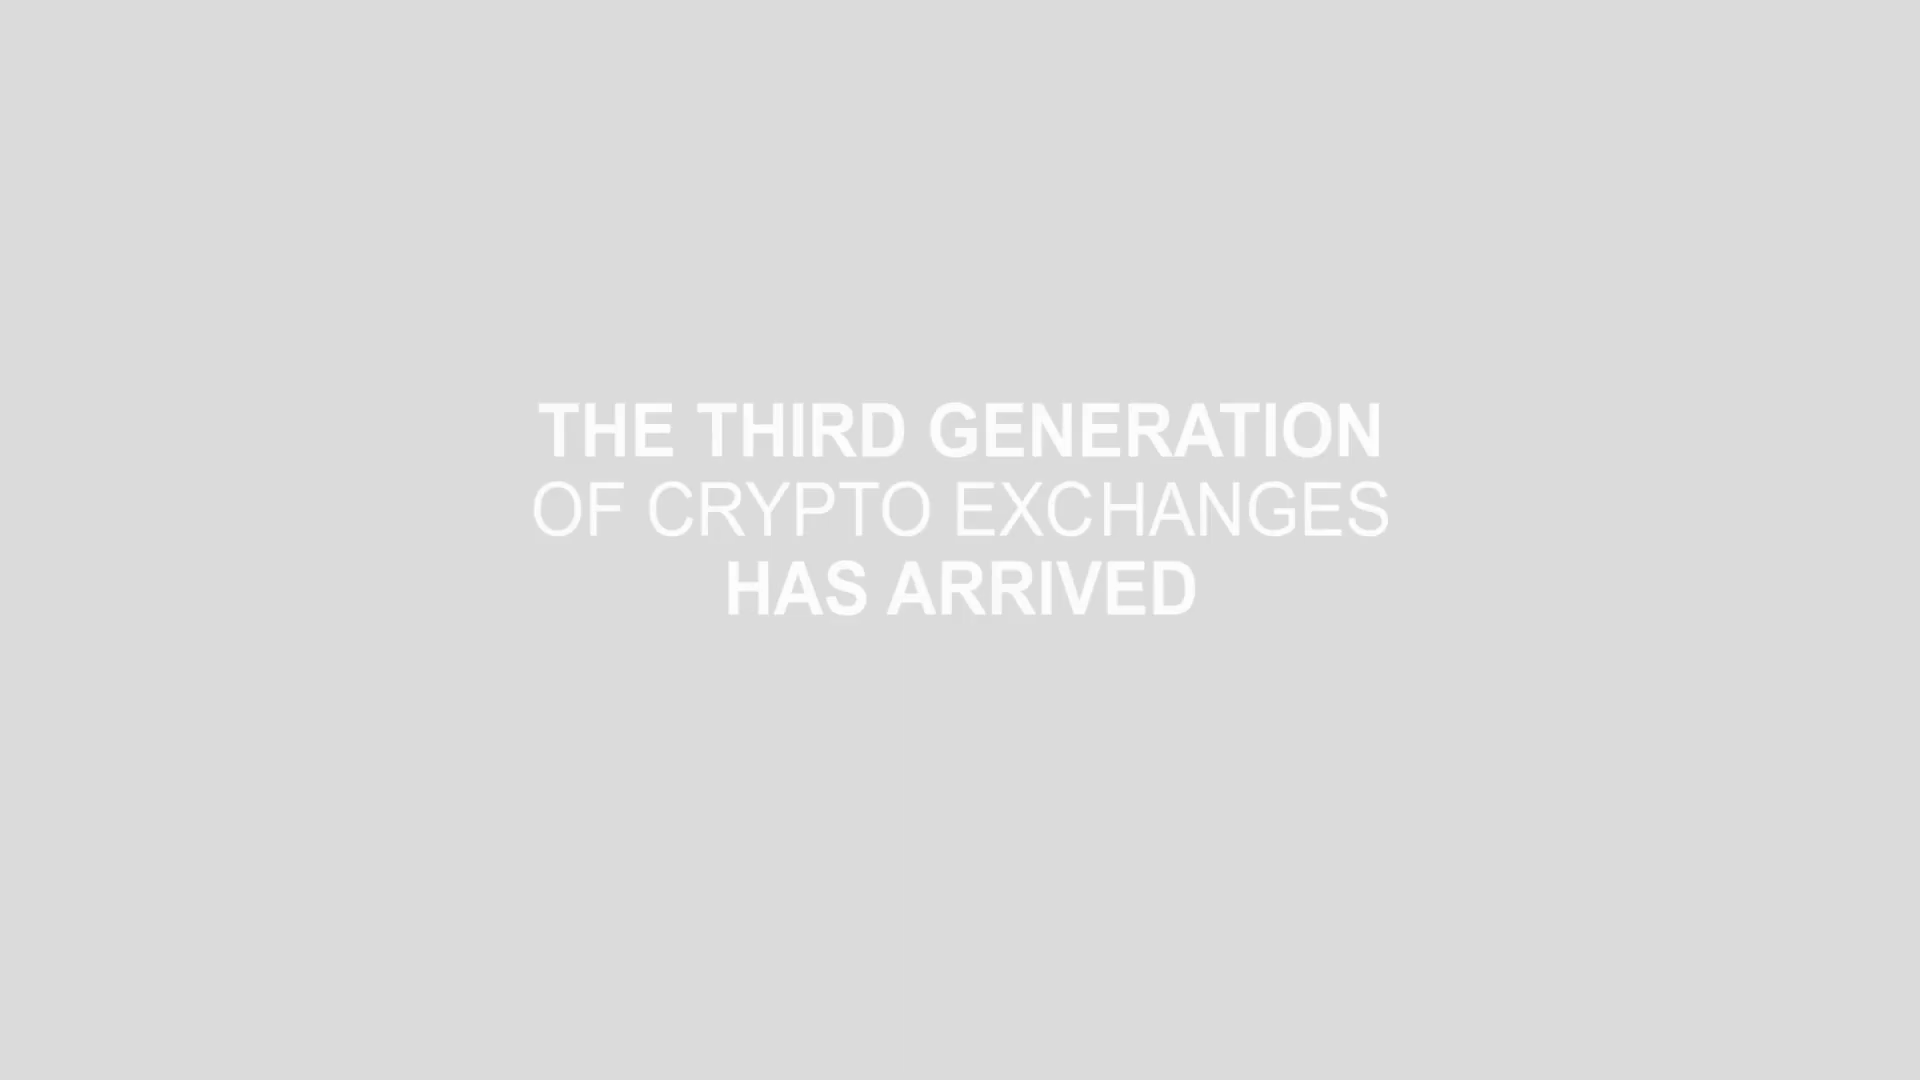 THE THIRD GENERATION
OF CRYPTO EXCHANGES
HAS ARRIVED